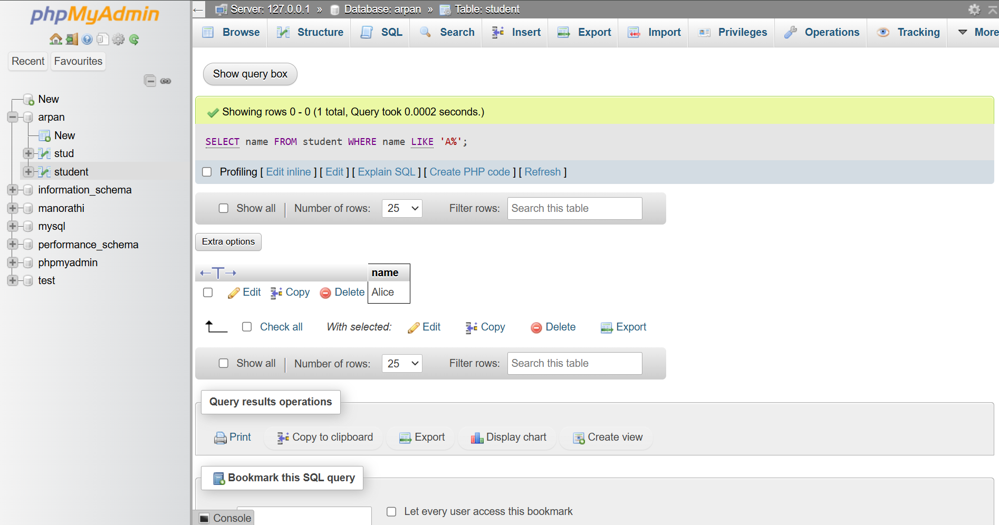 phpMyAdmin
Recent Favourites
New
arpan
New
stud
student
information_schema
manorathi
mysql
performance_schema
phpmyadmin
test
Server: 127.0.0.1 » Database: arpan » Table: student
Browse Structure SQL Search Insert Export Import Privileges Operations Tracking More
Show query box
Showing rows 0 - 0 (1 total, Query took 0.0002 seconds.)
SELECT name FROM student WHERE name LIKE 'A%';
Profiling [ Edit inline ] [ Edit ] [ Explain SQL ] [ Create PHP code ] [ Refresh ]
Show all Number of rows: 25 Filter rows: Search this table
Extra options
←T→ name
Edit Copy Delete Alice
Check all With selected: Edit Copy Delete Export
Show all Number of rows: 25 Filter rows: Search this table
Query results operations
Print Copy to clipboard Export Display chart Create view
Bookmark this SQL query
Let every user access this bookmark
Console